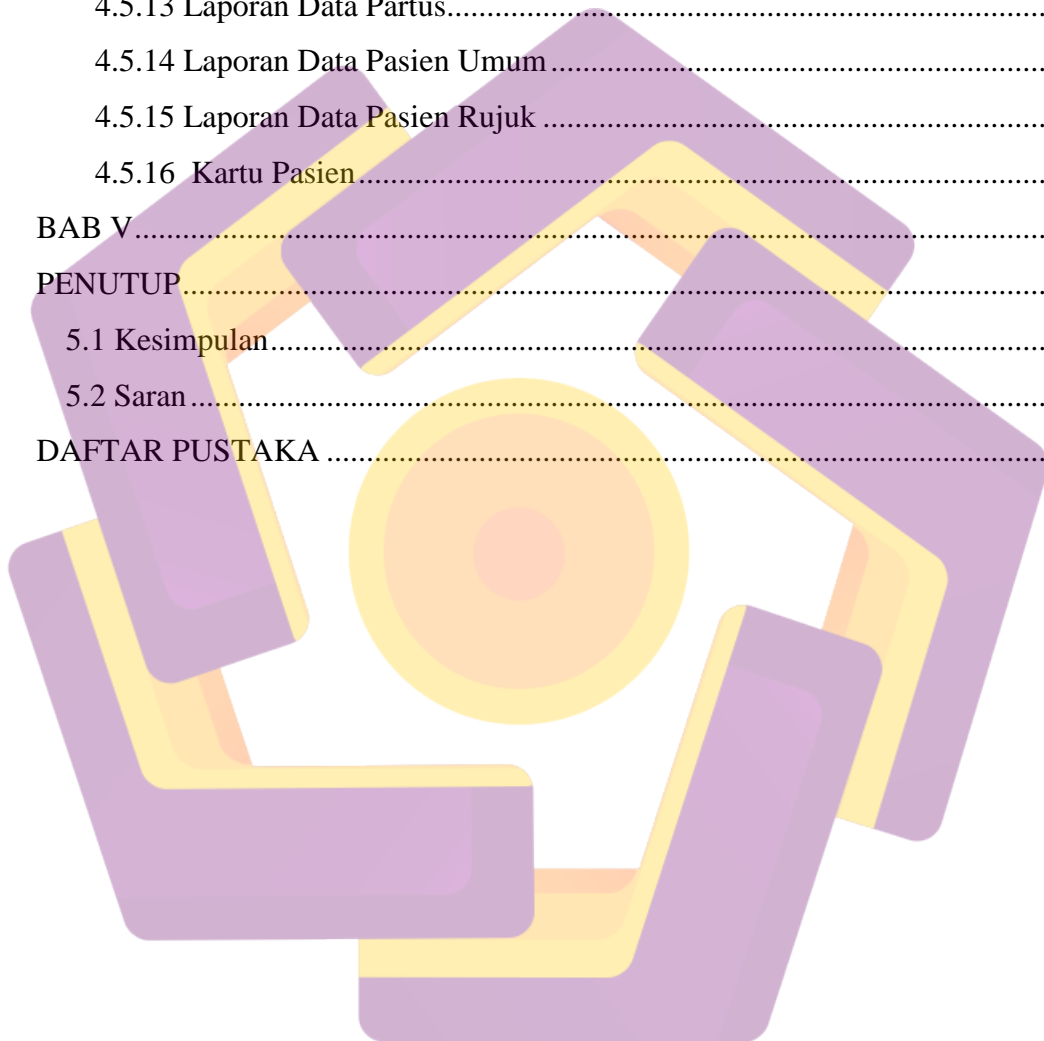 4.5.13 Laporan Data Partus..........................................................................
4.5.14 Laporan Data Pasien Umum..............................................................
4.5.15 Laporan Data Pasien Rujuk ..............................................................
4.5.16  Kartu Pasien.....................................................................................
BAB V....................................................................................................
PENUTUP...............................................................................................
5.1 Kesimpulan........................................................................................
5.2 Saran..................................................................................................
DAFTAR PUSTAKA ..............................................................................